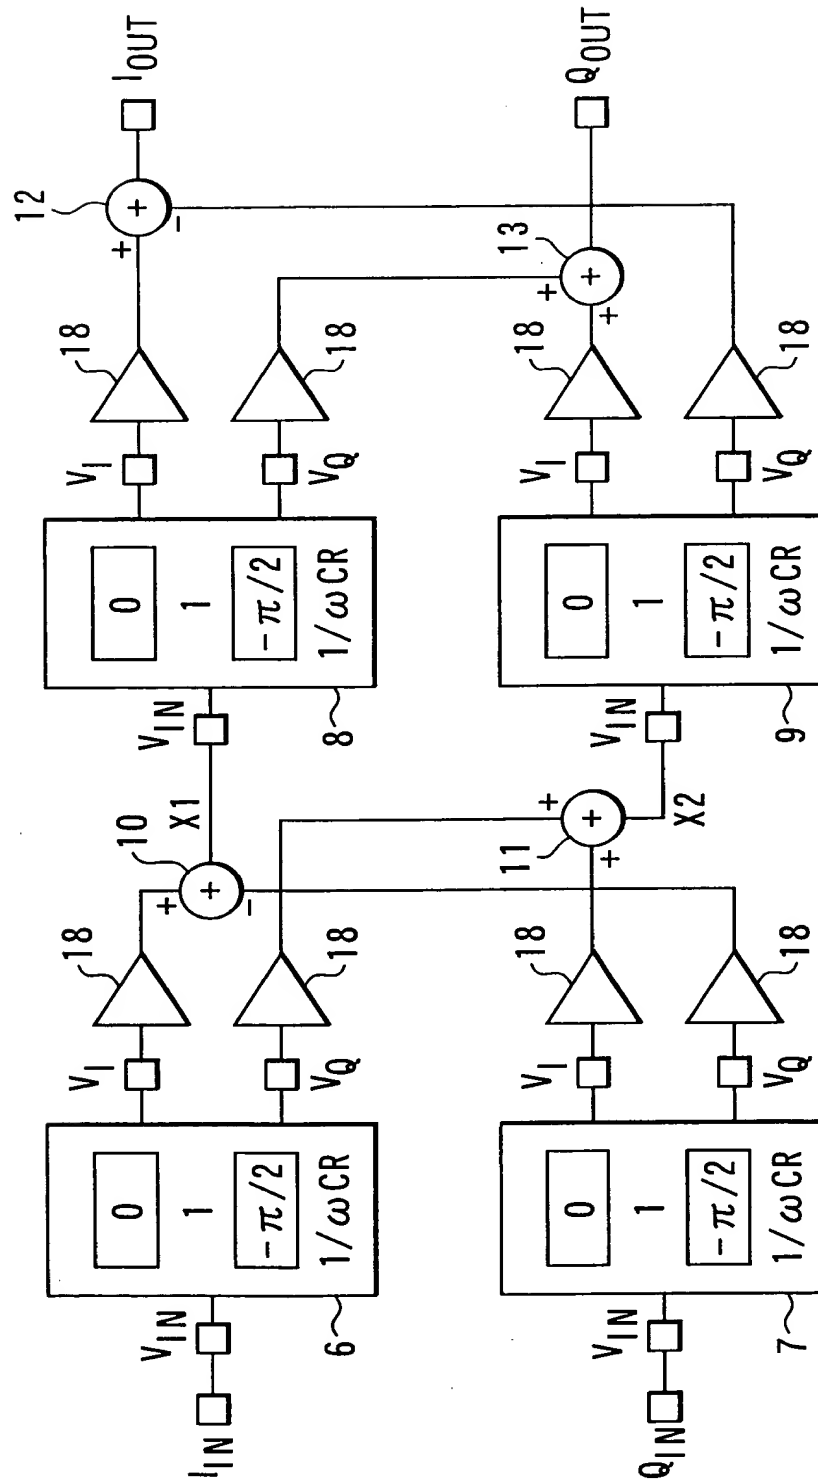 I_IN
V_IN
6
0
1
-π/2
1/ωCR
V_I
V_Q
18
18
10
+
+
-
X1
V_IN
8
0
1
-π/2
1/ωCR
V_I
V_Q
18
18
12
+
+
-
I_OUT
Q_IN
V_IN
7
0
1
-π/2
1/ωCR
V_I
V_Q
18
18
11
+
+
+
X2
V_IN
9
0
1
-π/2
1/ωCR
V_I
V_Q
18
18
13
+
+
+
Q_OUT